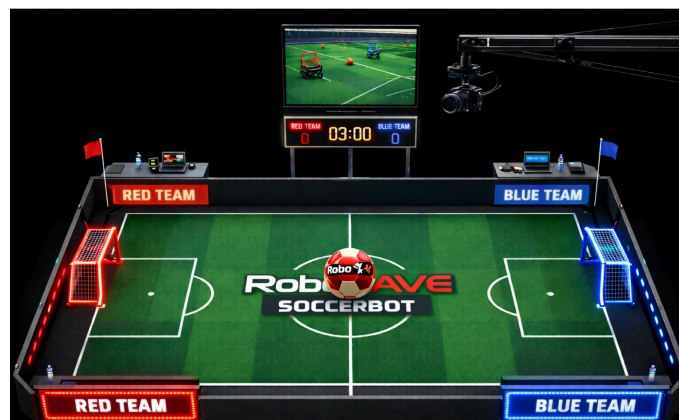 RED TEAM
03:00
BLUE TEAM
0
0
RED TEAM
BLUE TEAM
Robo
AVE
Robo
SOCCERBOT
RED TEAM
BLUE TEAM